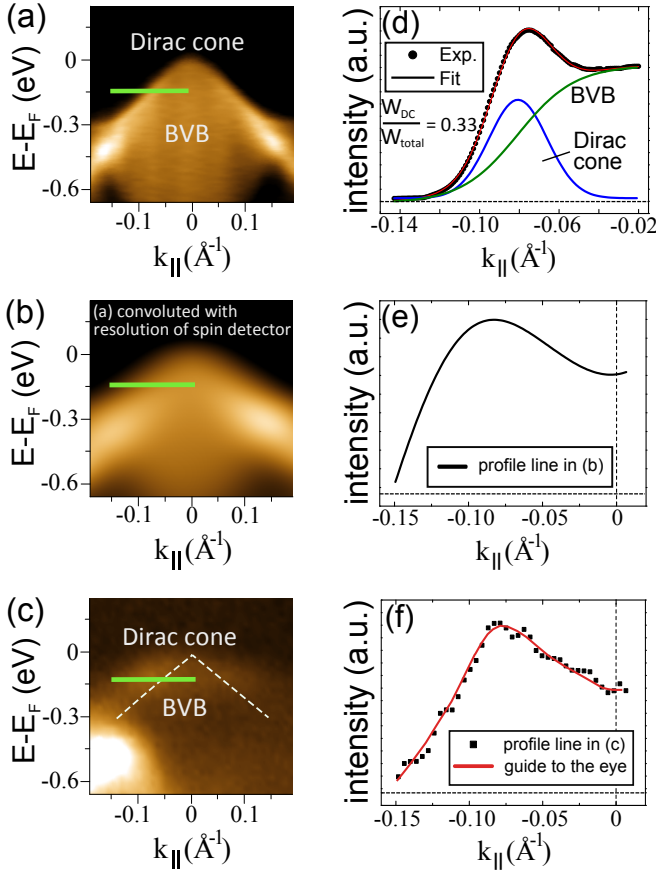 (a)
Dirac cone
BVB
E-E_F (eV)
0
-0.3
-0.6
-0.1
0
0.1
k_||(Å⁻¹)
(d)
Exp.
Fit
W_DC
W_total
= 0.33
BVB
Dirac
cone
intensity (a.u.)
-0.14
-0.10
-0.06
-0.02
k_||(Å⁻¹)
(b)
(a) convoluted with
resolution of spin detector
E-E_F (eV)
0
-0.3
-0.6
-0.1
0
0.1
k_||(Å⁻¹)
(e)
profile line in (b)
intensity (a.u.)
-0.15
-0.10
-0.05
0
k_||(Å⁻¹)
(c)
Dirac cone
BVB
E-E_F (eV)
0
-0.3
-0.6
-0.1
0
0.1
k_||(Å⁻¹)
(f)
profile line in (c)
guide to the eye
intensity (a.u.)
-0.15
-0.10
-0.05
0
k_||(Å⁻¹)